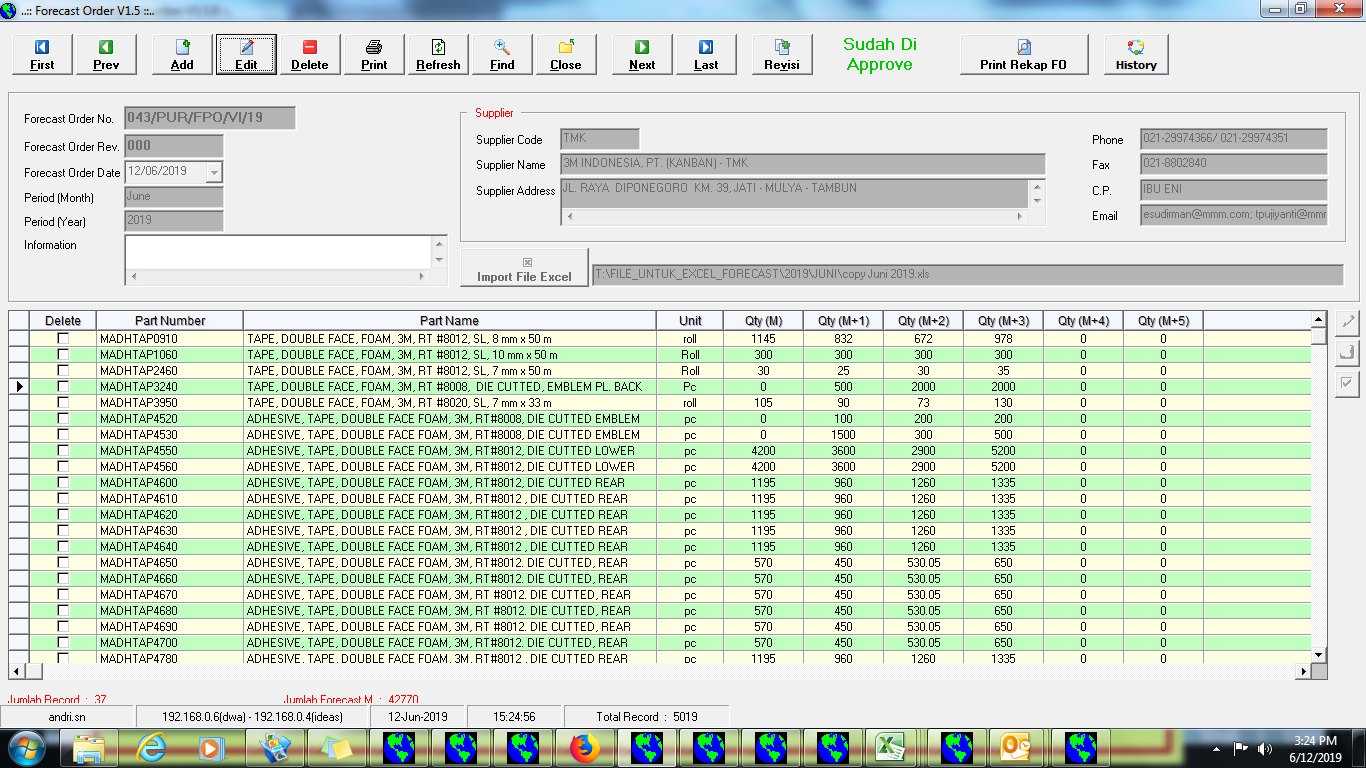 ..:: Forecast Order V1.5 ::..
First Prev Add Edit Delete Print Refresh Find Close Next Last Revisi Sudah Di Approve Print Rekap FO History
Forecast Order No. 043/PUR/FPO/VI/19
Forecast Order Rev. 000
Forecast Order Date 12/06/2019
Period (Month) June
Period (Year) 2019
Information
Supplier
Supplier Code TMK
Supplier Name 3M INDONESIA, PT. (KANBAN) - TMK
Supplier Address JL. RAYA DIPONEGORO KM. 39, JATI - MULYA - TAMBUN
Phone 021-29974366/ 021-29974351
Fax 021-8802840
C.P. IBU ENI
Email esudirman@mmm.com; tpujiyanti@mmr
Import File Excel T:\FILE_UNTUK_EXCEL_FORECAST\2019\JUNI\copy Juni 2019.xls
Delete Part Number Part Name Unit Qty (M) Qty (M+1) Qty (M+2) Qty (M+3) Qty (M+4) Qty (M+5)
MADHTAP0910 TAPE, DOUBLE FACE, FOAM, 3M, RT #8012, SL, 8 mm x 50 m roll 1145 832 672 978 0 0
MADHTAP1060 TAPE, DOUBLE FACE, FOAM, 3M, RT #8012, SL, 10 mm x 50 m Roll 300 300 300 300 0 0
MADHTAP2460 TAPE, DOUBLE FACE, FOAM, 3M, RT #8012, SL, 7 mm x 50 m Roll 30 25 30 35 0 0
MADHTAP3240 TAPE, DOUBLE FACE, FOAM, 3M, RT #8008, DIE CUTTED, EMBLEM PL. BACK Pc 0 500 2000 2000 0 0
MADHTAP3950 TAPE, DOUBLE FACE, FOAM, 3M, RT #8020, SL, 7 mm x 33 m roll 105 90 73 130 0 0
MADHTAP4520 ADHESIVE, TAPE, DOUBLE FACE FOAM, 3M, RT#8008, DIE CUTTED EMBLEM pc 0 100 200 200 0 0
MADHTAP4530 ADHESIVE, TAPE, DOUBLE FACE FOAM, 3M, RT#8008, DIE CUTTED EMBLEM pc 0 1500 300 500 0 0
MADHTAP4550 ADHESIVE, TAPE, DOUBLE FACE FOAM, 3M, RT#8012, DIE CUTTED LOWER pc 4200 3600 2900 5200 0 0
MADHTAP4560 ADHESIVE, TAPE, DOUBLE FACE FOAM, 3M, RT#8012, DIE CUTTED LOWER pc 4200 3600 2900 5200 0 0
MADHTAP4600 ADHESIVE, TAPE, DOUBLE FACE FOAM, 3M, RT#8012, DIE CUTTED REAR pc 1195 960 1260 1335 0 0
MADHTAP4610 ADHESIVE, TAPE, DOUBLE FACE FOAM, 3M, RT#8012 , DIE CUTTED REAR pc 1195 960 1260 1335 0 0
MADHTAP4620 ADHESIVE, TAPE, DOUBLE FACE FOAM, 3M, RT#8012 , DIE CUTTED REAR pc 1195 960 1260 1335 0 0
MADHTAP4630 ADHESIVE, TAPE, DOUBLE FACE FOAM, 3M, RT#8012 , DIE CUTTED REAR pc 1195 960 1260 1335 0 0
MADHTAP4640 ADHESIVE, TAPE, DOUBLE FACE FOAM, 3M, RT#8012 , DIE CUTTED REAR pc 1195 960 1260 1335 0 0
MADHTAP4650 ADHESIVE, TAPE, DOUBLE FACE FOAM, 3M, RT#8012. DIE CUTTED, REAR pc 570 450 530.05 650 0 0
MADHTAP4660 ADHESIVE, TAPE, DOUBLE FACE FOAM, 3M, RT#8012. DIE CUTTED, REAR pc 570 450 530.05 650 0 0
MADHTAP4670 ADHESIVE, TAPE, DOUBLE FACE FOAM, 3M, RT #8012. DIE CUTTED, REAR pc 570 450 530.05 650 0 0
MADHTAP4680 ADHESIVE, TAPE, DOUBLE FACE FOAM, 3M, RT #8012. DIE CUTTED, REAR pc 570 450 530.05 650 0 0
MADHTAP4690 ADHESIVE, TAPE, DOUBLE FACE FOAM, 3M, RT #8012. DIE CUTTED, REAR pc 570 450 530.05 650 0 0
MADHTAP4700 ADHESIVE, TAPE, DOUBLE FACE FOAM, 3M, RT#8012. DIE CUTTED, REAR pc 570 450 530.05 650 0 0
MADHTAP4780 ADHESIVE, TAPE, DOUBLE FACE FOAM, 3M, RT#8012 , DIE CUTTED REAR pc 1195 960 1260 1335 0 0
Jumlah Record : 37 Jumlah Forecast M : 42770
andri.sn 192.168.0.6(dwa) - 192.168.0.4(ideas) 12-Jun-2019 15:24:56 Total Record : 5019
3:24 PM
6/12/2019